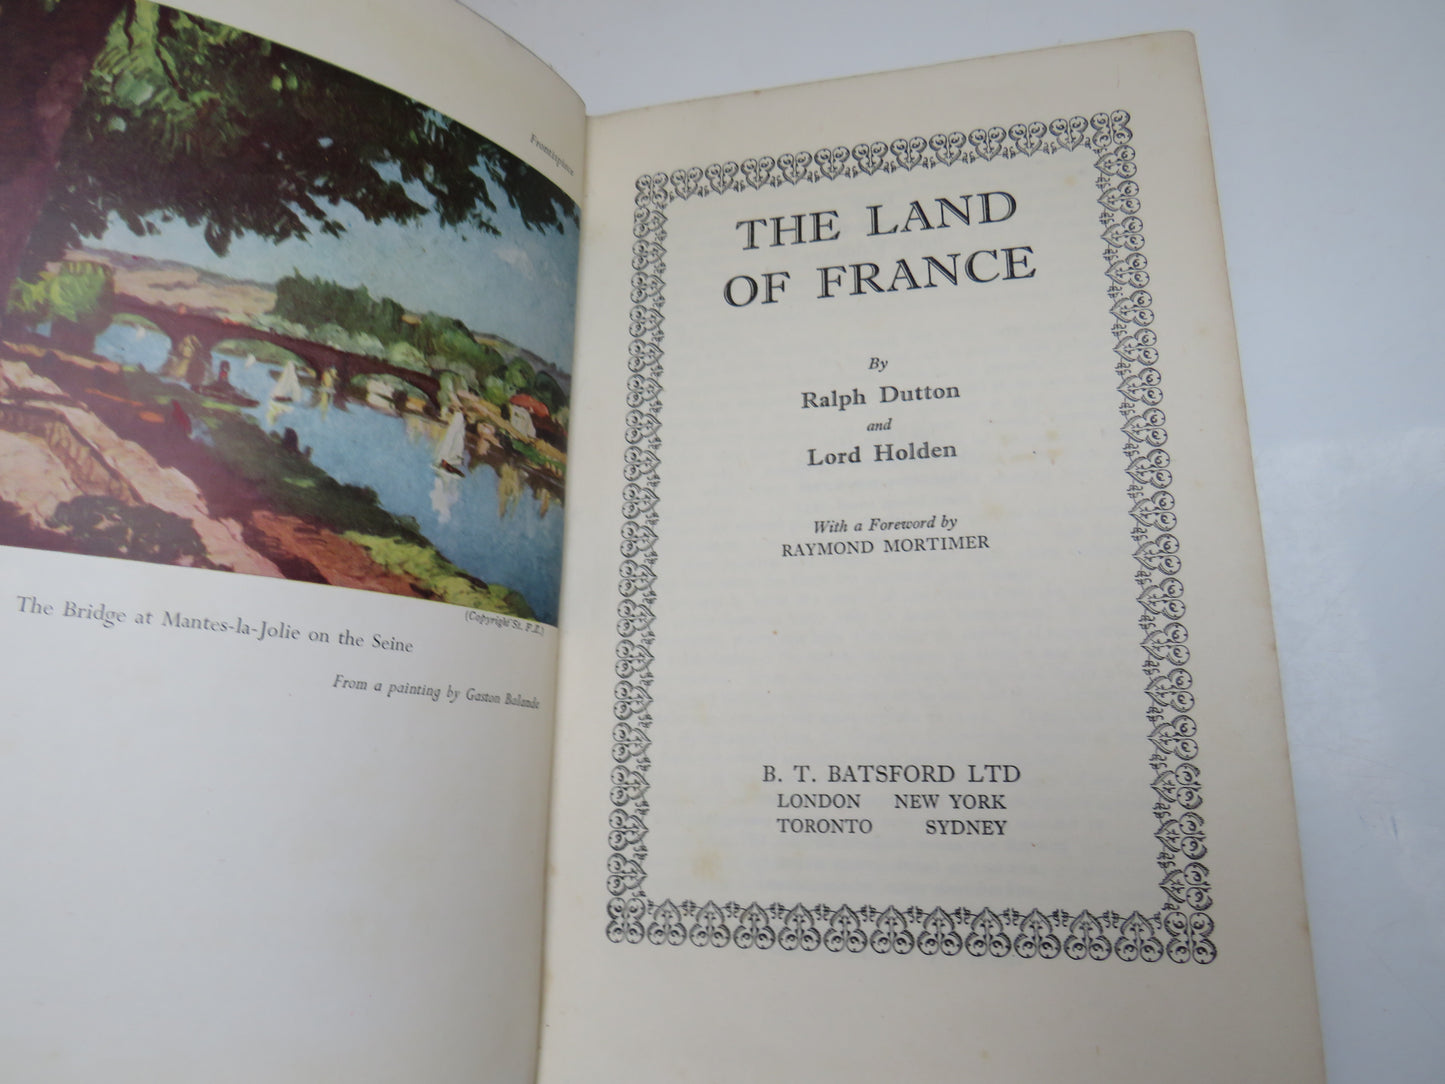 Frontispiece
(Copyright St. P.I.)
The Bridge at Mantes-la-Jolie on the Seine
From a painting by Gaston Balande
THE LAND
OF FRANCE
By
Ralph Dutton
and
Lord Holden
With a Foreword by
RAYMOND MORTIMER
B. T. BATSFORD LTD
LONDON NEW YORK
TORONTO SYDNEY